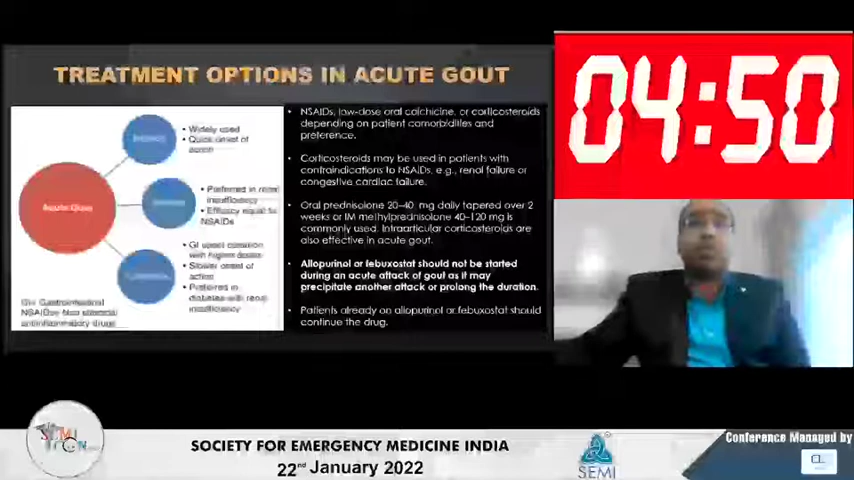 TREATMENT OPTIONS IN ACUTE GOUT
Acute Gout
• Widely used
• Quick onset of
action
• Preferred in renal
insufficiency
• Efficacy equal to
NSAIDs
• GI upset common
with higher doses
• Slower onset of
action
• Preferred in
diabetes with renal
insufficiency
GI= Gastrointestinal
NSAIDs= Non steroidal
antiinflammatory drugs
• NSAIDs, low-dose oral colchicine, or corticosteroids
depending on patient comorbidities and
preference.
• Corticosteroids may be used in patients with
contraindications to NSAIDs, e.g., renal failure or
congestive cardiac failure.
• Oral prednisolone 20-40 mg daily tapered over 2
weeks or IM methylprednisolone 40-120 mg is
commonly used. Intraarticular corticosteroids are
also effective in acute gout.
• Allopurinol or febuxostat should not be started
during an acute attack of gout as it may
precipitate another attack or prolong the duration.
• Patients already on allopurinol or febuxostat should
continue the drug.
04:50
SOCIETY FOR EMERGENCY MEDICINE INDIA
22nd January 2022
SEMI
Conference Managed by